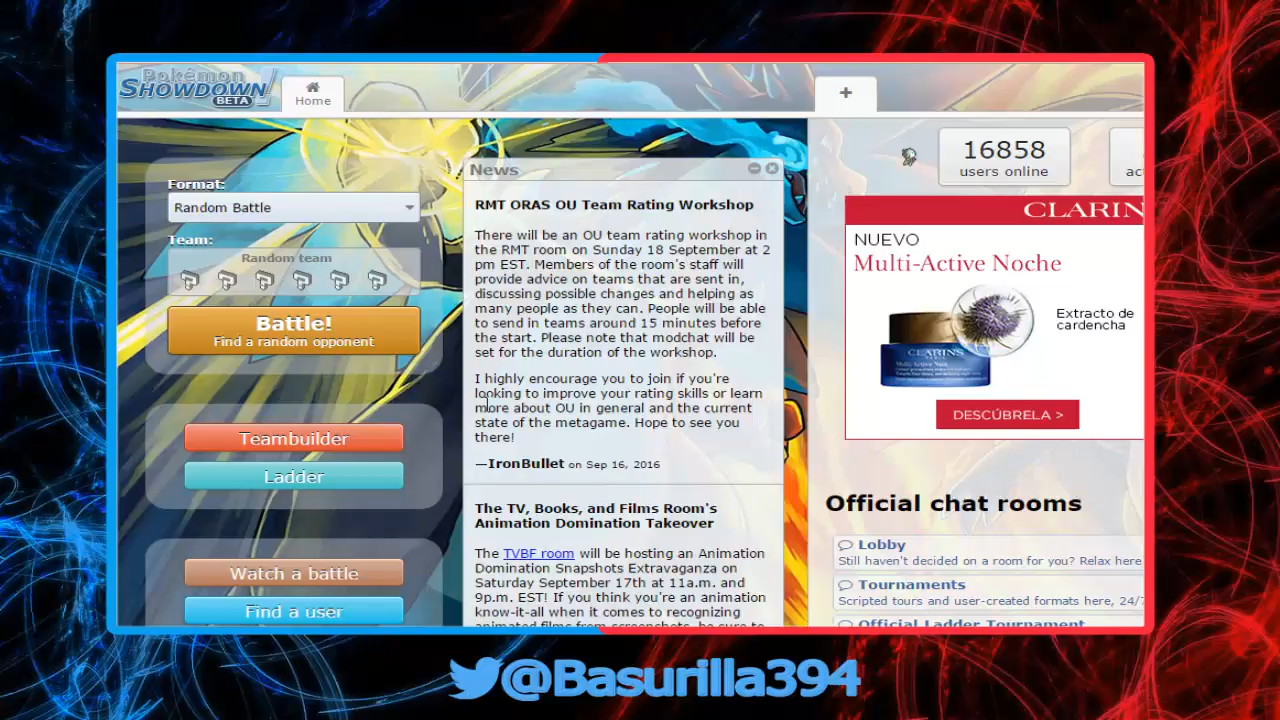 Pokémon
SHOWDOWN!
BETA
Home
+
Format:
Random Battle
Team:
Random team
Battle!
Find a random opponent
Teambuilder
Ladder
Watch a battle
Find a user
News
RMT ORAS OU Team Rating Workshop
There will be an OU team rating workshop in
the RMT room on Sunday 18 September at 2
pm EST. Members of the room's staff will
provide advice on teams that are sent in,
discussing possible changes and helping as
many people as they can. People will be able
to send in teams around 15 minutes before
the start. Please note that modchat will be
set for the duration of the workshop.
I highly encourage you to join if you're
looking to improve your rating skills or learn
more about OU in general and the current
state of the metagame. Hope to see you
there!
—IronBullet on Sep 16, 2016
The TV, Books, and Films Room's
Animation Domination Takeover
The TVBF room will be hosting an Animation
Domination Snapshots Extravaganza on
Saturday September 17th at 11a.m. and
9p.m. EST! If you think you're an animation
know-it-all when it comes to recognizing
animated films from screenshots, be sure to
16858
users online
CLARIN
NUEVO
Multi-Active Noche
Extracto de
cardencha
CLARINS
DESCÚBRELA >
Official chat rooms
Lobby
Still haven't decided on a room for you? Relax here
Tournaments
Scripted tours and user-created formats here, 24/7
Official Ladder Tournament
@Basurilla394